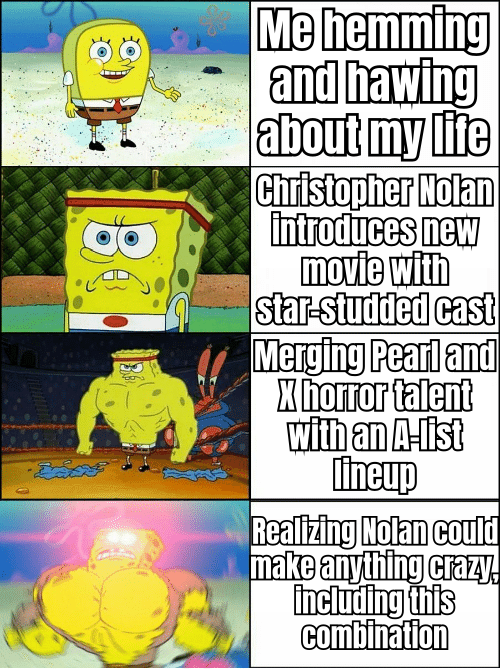 Me hemming
and hawing
about my life
Christopher Nolan
introduces new
movie with
star-studded cast
Merging Pearl and
X horror talent
with an A-list
lineup
Realizing Nolan could
make anything crazy,
including this
combination